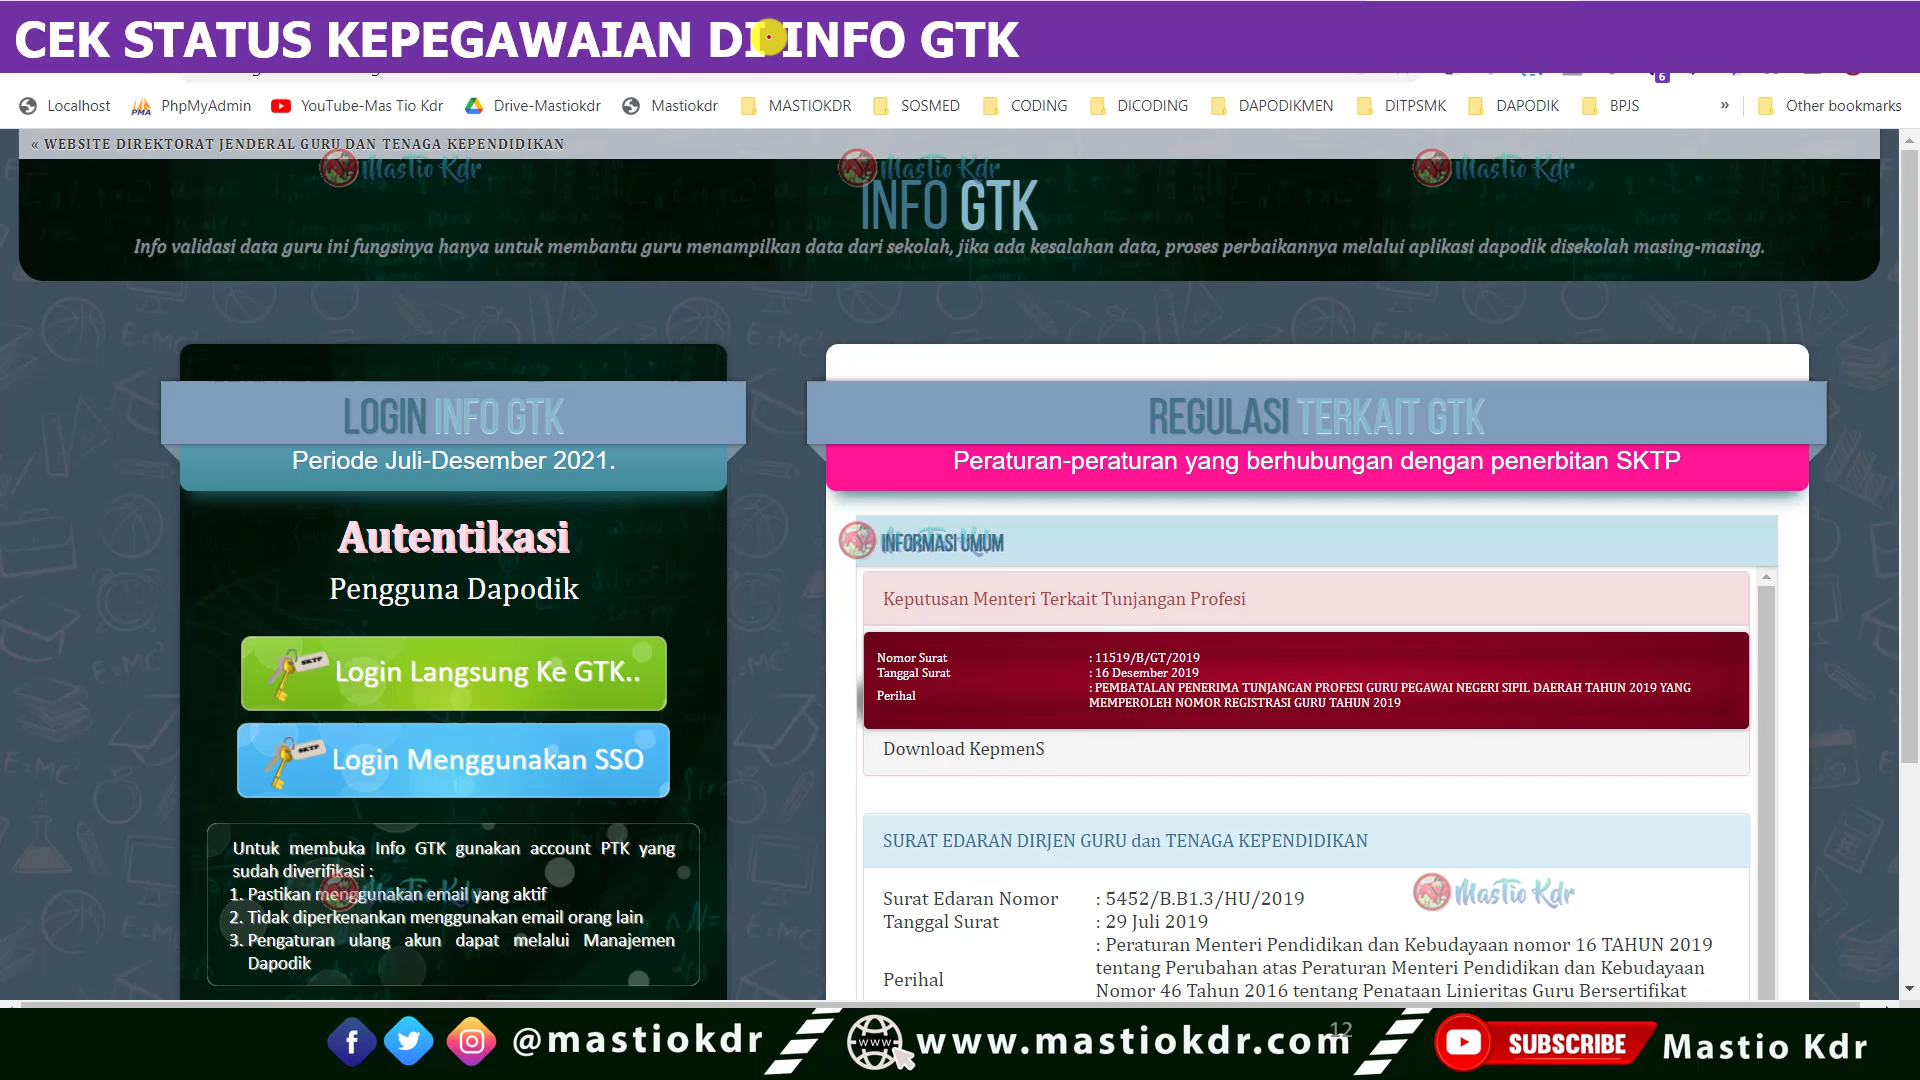 CEK STATUS KEPEGAWAIAN DI INFO GTK
6
Localhost PhpMyAdmin YouTube-Mas Tio Kdr Drive-Mastiokdr Mastiokdr MASTIOKDR SOSMED CODING DICODING DAPODIKMEN DITPSMK DAPODIK BPJS » Other bookmarks
« WEBSITE DIREKTORAT JENDERAL GURU DAN TENAGA KEPENDIDIKAN
Mastio Kdr Mastio Kdr Mastio Kdr
INFO GTK
Info validasi data guru ini fungsinya hanya untuk membantu guru menampilkan data dari sekolah, jika ada kesalahan data, proses perbaikannya melalui aplikasi dapodik disekolah masing-masing.
LOGIN INFO GTK
Periode Juli-Desember 2021.
Autentikasi
Pengguna Dapodik
SKTP Login Langsung Ke GTK..
SKTP Login Menggunakan SSO
Untuk membuka Info GTK gunakan account PTK yang
sudah diverifikasi :
1. Pastikan menggunakan email yang aktif
2. Tidak diperkenankan menggunakan email orang lain
3. Pengaturan ulang akun dapat melalui Manajemen
Dapodik
Mastio Kdr
REGULASI TERKAIT GTK
Peraturan-peraturan yang berhubungan dengan penerbitan SKTP
INFORMASI UMUM
Keputusan Menteri Terkait Tunjangan Profesi
Nomor Surat : 11519/B/GT/2019
Tanggal Surat : 16 Desember 2019
Perihal : PEMBATALAN PENERIMA TUNJANGAN PROFESI GURU PEGAWAI NEGERI SIPIL DAERAH TAHUN 2019 YANG
MEMPEROLEH NOMOR REGISTRASI GURU TAHUN 2019
Download KepmenS
SURAT EDARAN DIRJEN GURU dan TENAGA KEPENDIDIKAN
Mastio Kdr
Surat Edaran Nomor : 5452/B.B1.3/HU/2019
Tanggal Surat : 29 Juli 2019
: Peraturan Menteri Pendidikan dan Kebudayaan nomor 16 TAHUN 2019
tentang Perubahan atas Peraturan Menteri Pendidikan dan Kebudayaan
Perihal
Nomor 46 Tahun 2016 tentang Penataan Linieritas Guru Bersertifikat
@mastiokdr WWW www.mastiokdr.com 12 SUBSCRIBE Mastio Kdr